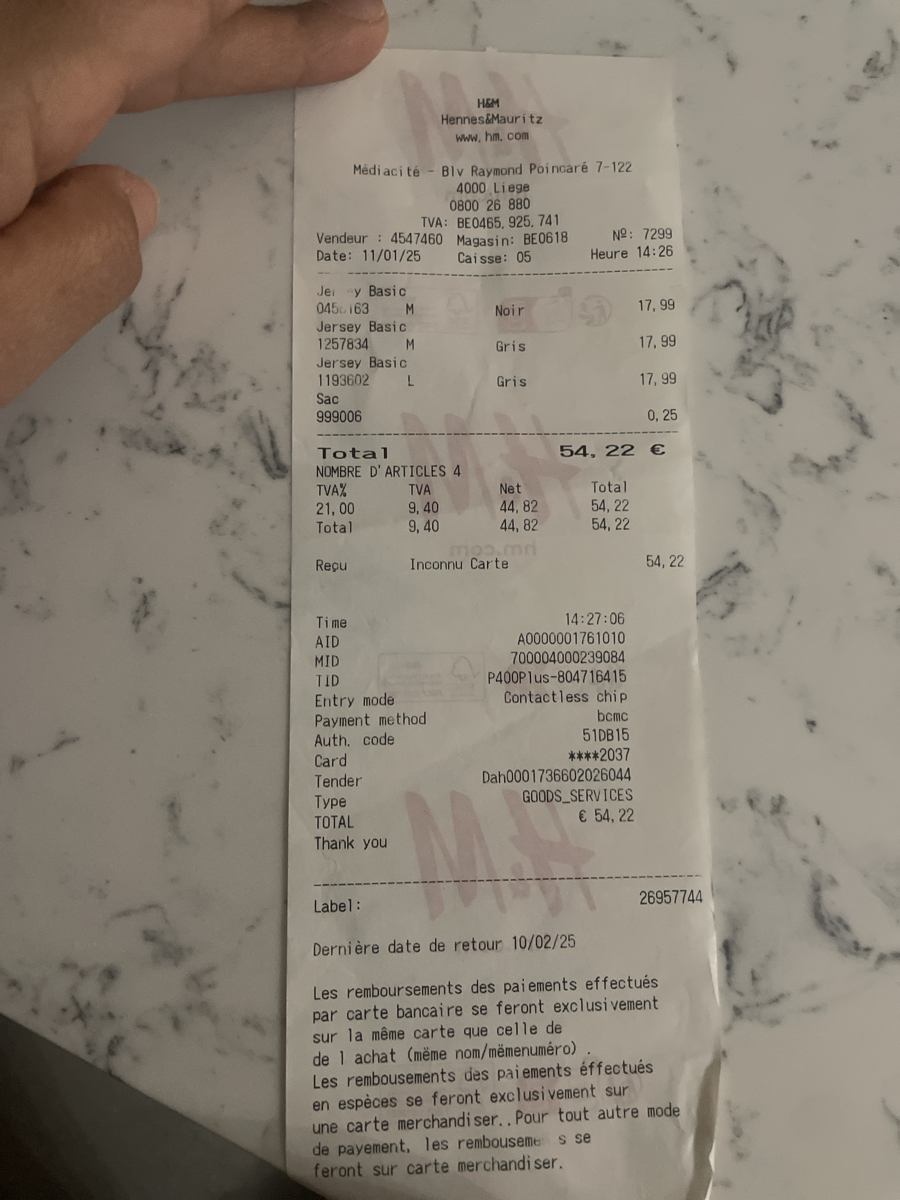 H&M
Hennes&Mauritz
www.hm.com
Médiacité - Blv Raymond Poincaré 7-122
4000 Liege
0800 26 880
TVA: BE0465.925.741
Vendeur : 4547460 Magasin: BE0618 Nº: 7299
Date: 11/01/25 Caisse: 05 Heure 14:26
Basic
M Noir 17,99
Jersey Basic
1257834 M Gris 17,99
Jersey Basic
1193602 L Gris 17,99
Sac
999006 0,25
Total 54,22 €
NOMBRE D'ARTICLES 4
TVA% TVA Net Total
21,00 9,40 44,82 54,22
Total 9,40 44,82 54,22
hm.com
Reçu Inconnu Carte 54,22
Time 14:27:06
AID A0000001761010
MID 700004000239084
TID P400Plus-804716415
Entry mode Contactless chip
Payment method bcmc
Auth. code 51DB15
Card ****2037
Tender Dah0001736602026044
Type GOODS_SERVICES
TOTAL € 54,22
Thank you
Label: 26957744
Dernière date de retour 10/02/25
Les remboursements des paiements effectués
par carte bancaire se feront exclusivement
sur la même carte que celle de
de l achat (mëme nom/mëmenuméro) .
Les rembousements des paiements éffectués
en espèces se feront exclusivement sur
une carte merchandiser..Pour tout autre mode
de payement, les se
feront sur carte merchandiser.